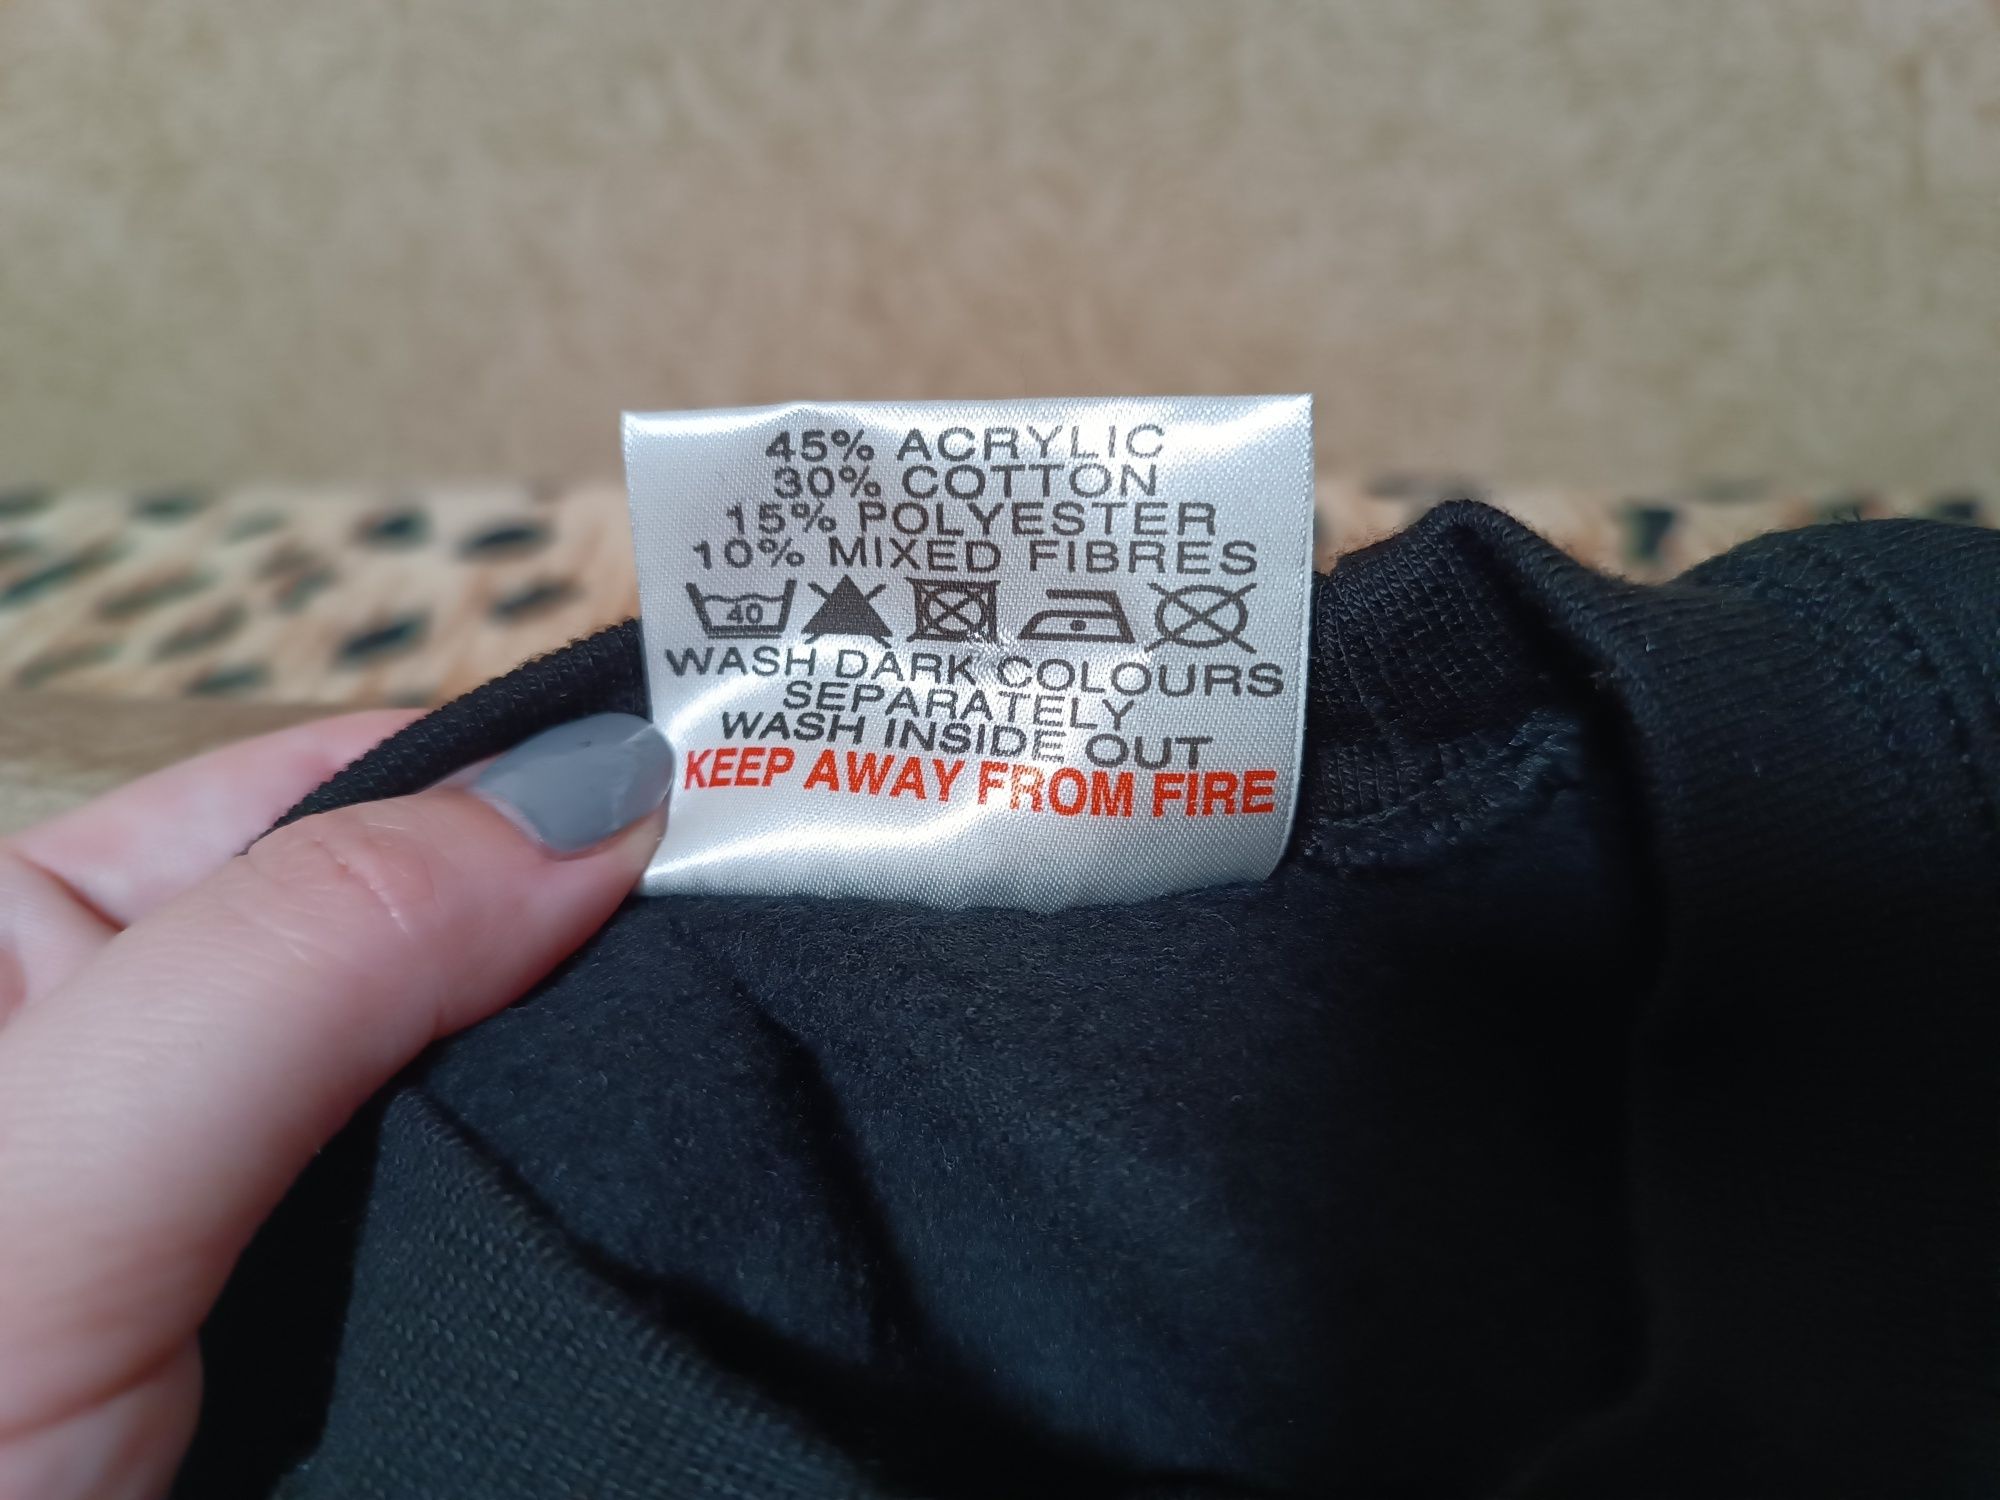 45% ACRYLIC
30% COTTON
15% POLYESTER
10% MIXED FIBRES
40
WASH DARK COLOURS
SEPARATELY
WASH INSIDE OUT
KEEP AWAY FROM FIRE